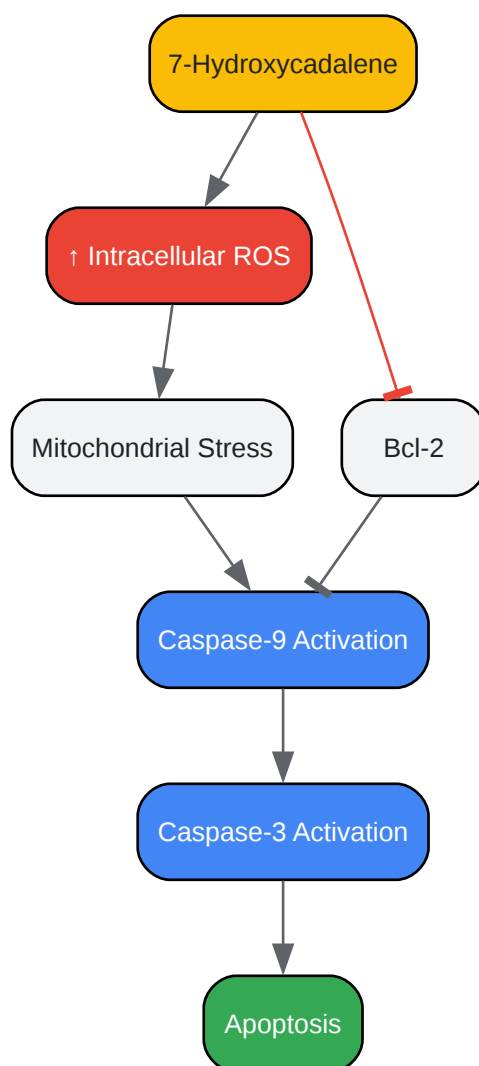 7-Hydroxycadalene
↑ Intracellular ROS
Mitochondrial Stress
Bcl-2
Caspase-9 Activation
Caspase-3 Activation
Apoptosis